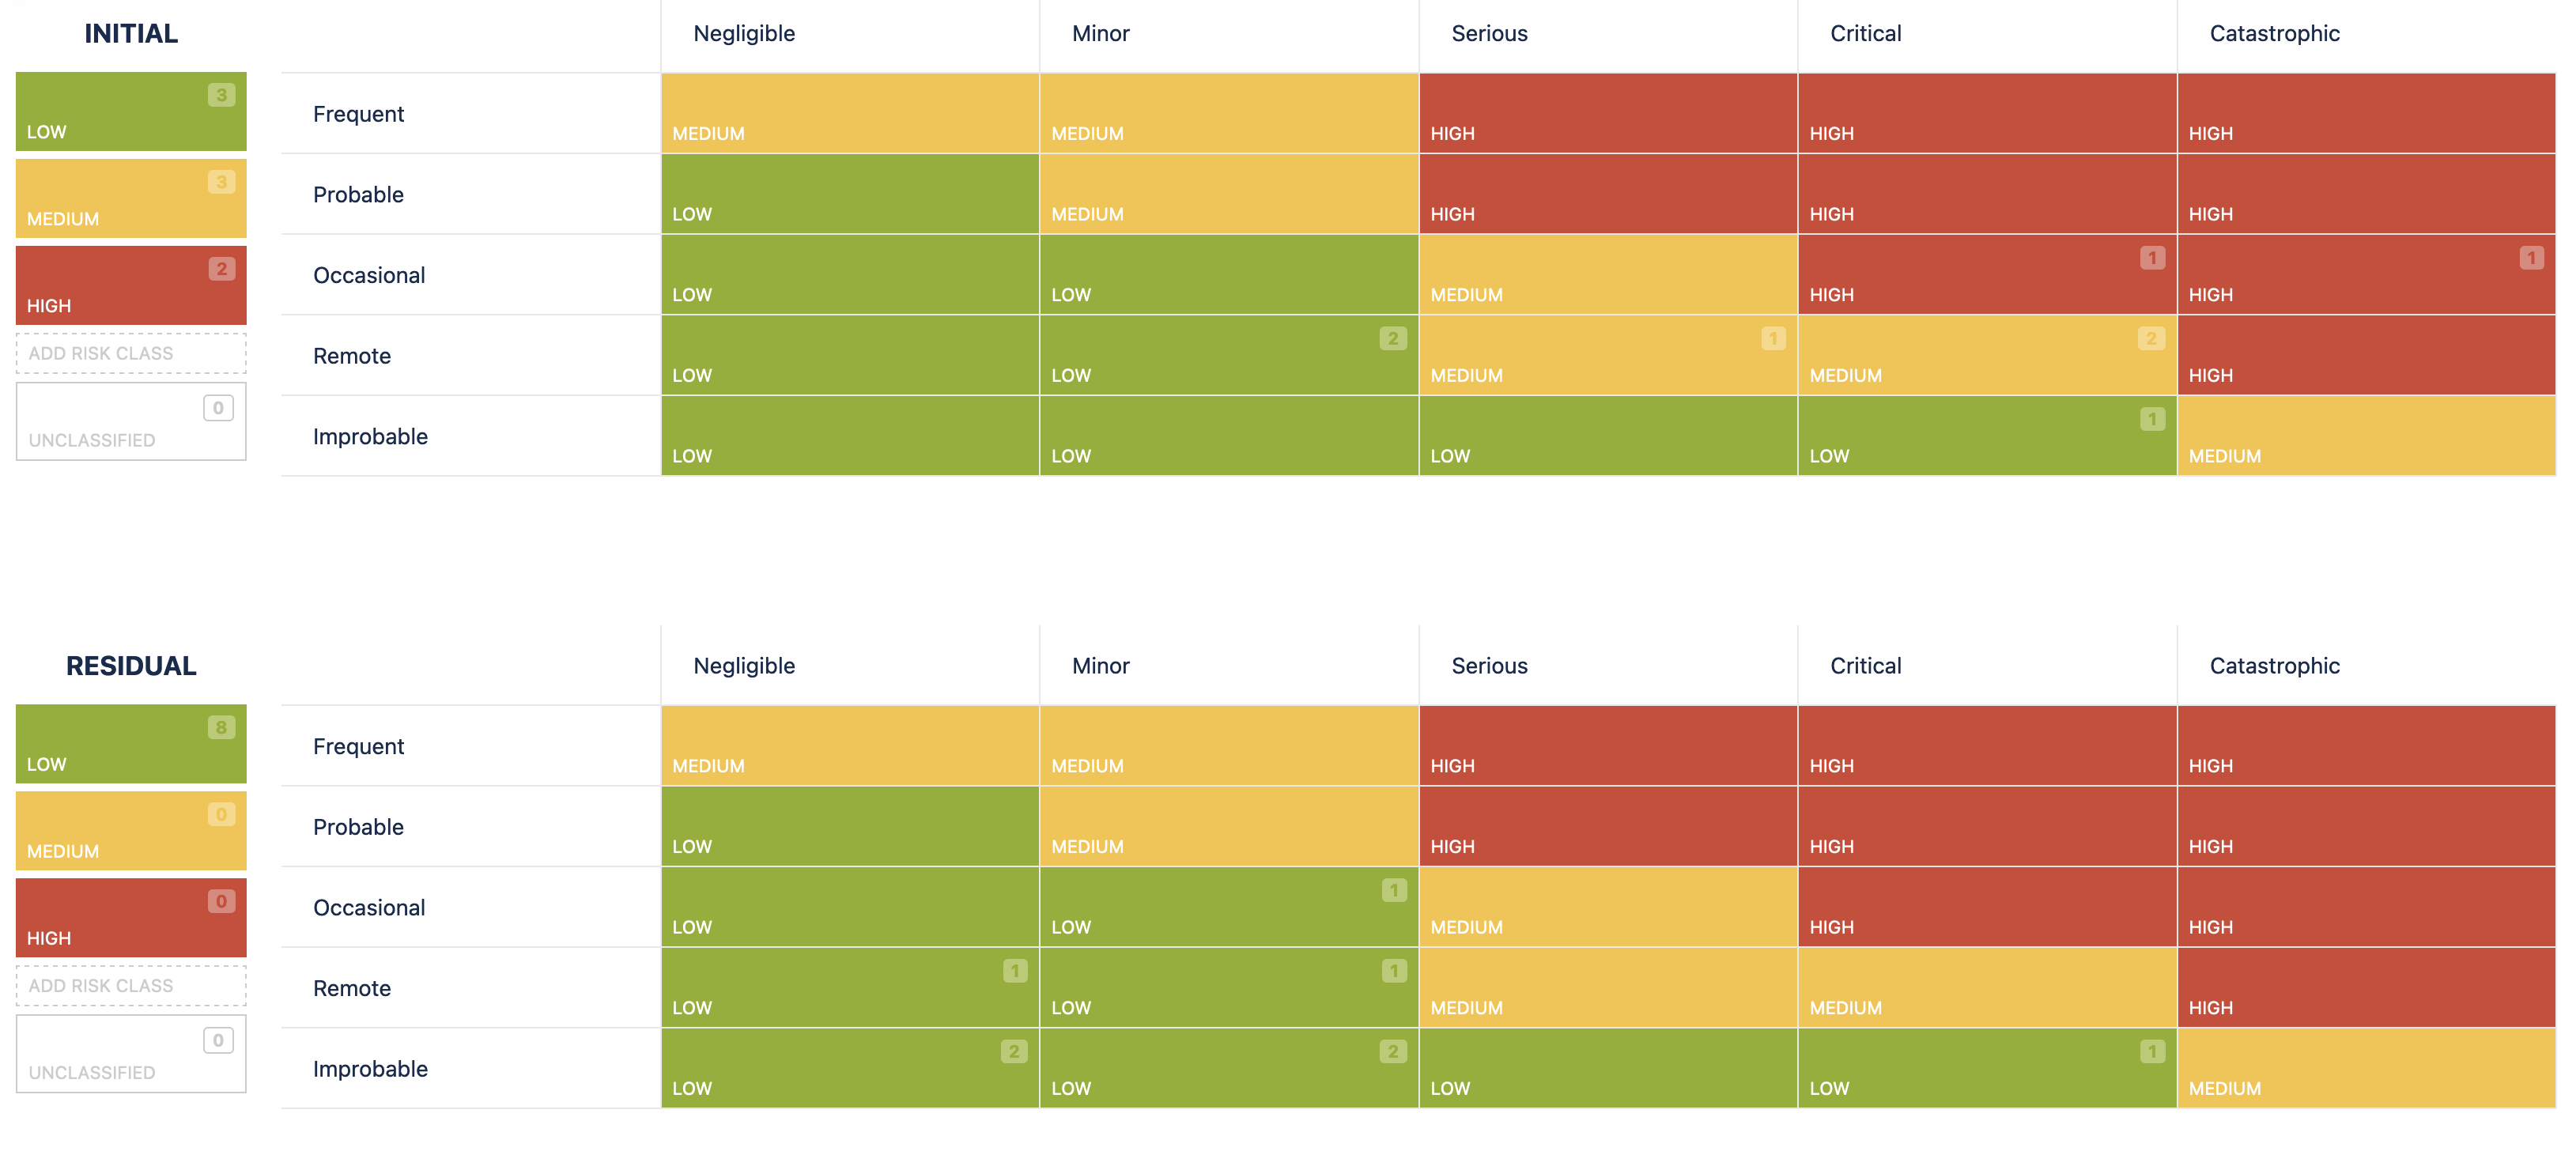 INITIAL Negligible Minor Serious Critical Catastrophic
3
LOW
Frequent MEDIUM MEDIUM HIGH HIGH HIGH
3
MEDIUM
Probable LOW MEDIUM HIGH HIGH HIGH
2
HIGH
1 1
Occasional LOW LOW MEDIUM HIGH HIGH
ADD RISK CLASS
2 1 2
Remote LOW LOW MEDIUM MEDIUM HIGH
0
UNCLASSIFIED
1
Improbable LOW LOW LOW LOW MEDIUM
RESIDUAL Negligible Minor Serious Critical Catastrophic
8
LOW
Frequent MEDIUM MEDIUM HIGH HIGH HIGH
0
MEDIUM
Probable LOW MEDIUM HIGH HIGH HIGH
0
HIGH
1
Occasional LOW LOW MEDIUM HIGH HIGH
ADD RISK CLASS
1 1
Remote LOW LOW MEDIUM MEDIUM HIGH
0
UNCLASSIFIED
2 2 1
Improbable LOW LOW LOW LOW MEDIUM